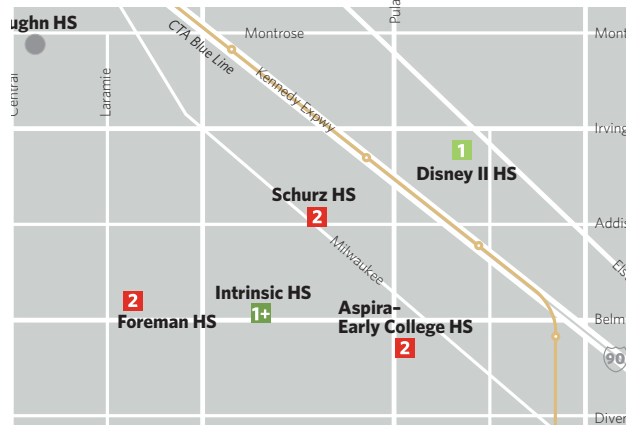 ughn HS
Montrose
Pula
Mont
CTA Blue Line
Kennedy Expwy
Central
Laramie
Irving
1
Disney II HS
Schurz HS
2
Addis
Milwaukee
Els
2
Foreman HS
Intrinsic HS
1+
Aspira–
Early College HS
2
Belm
90
Diver